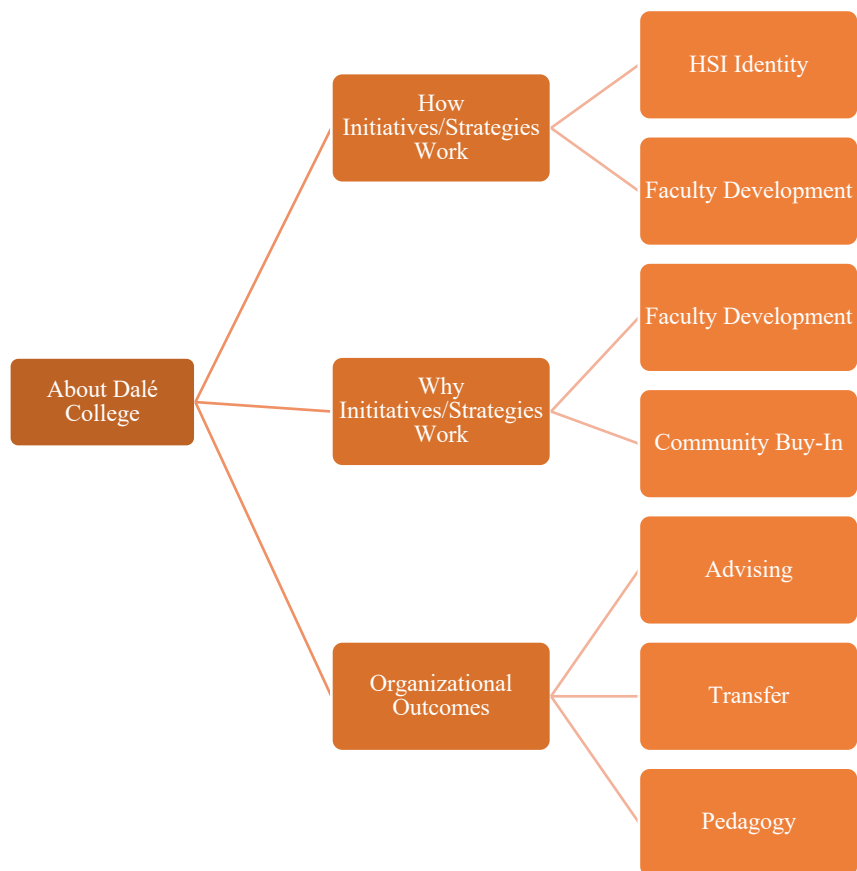 About Dalé
College
How
Initiatives/Strategies
Work
HSI Identity
Faculty Development
Why
Inititatives/Strategies
Work
Faculty Development
Community Buy-In
Organizational
Outcomes
Advising
Transfer
Pedagogy